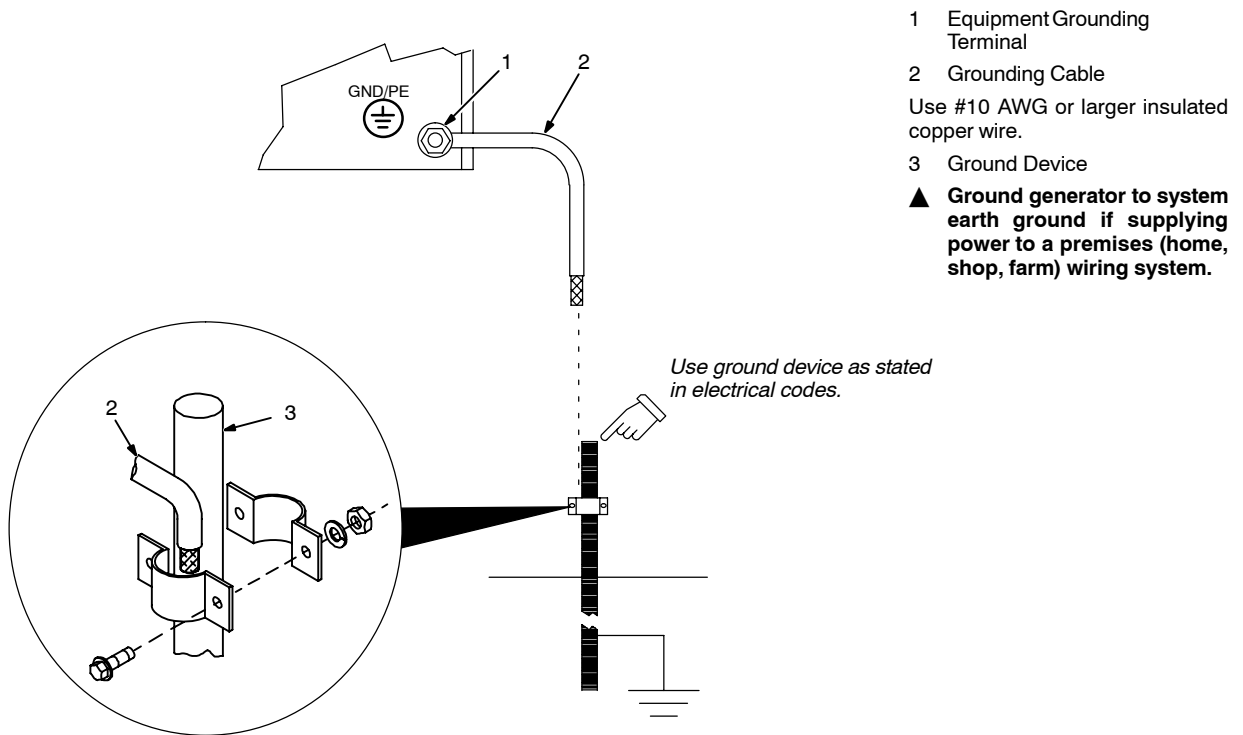 1 Equipment Grounding
Terminal
2 Grounding Cable
Use #10 AWG or larger insulated
copper wire.
3 Ground Device
▲ Ground generator to system
earth ground if supplying
power to a premises (home,
shop, farm) wiring system.
1
2
GND/PE
Use ground device as stated
in electrical codes.
2
3